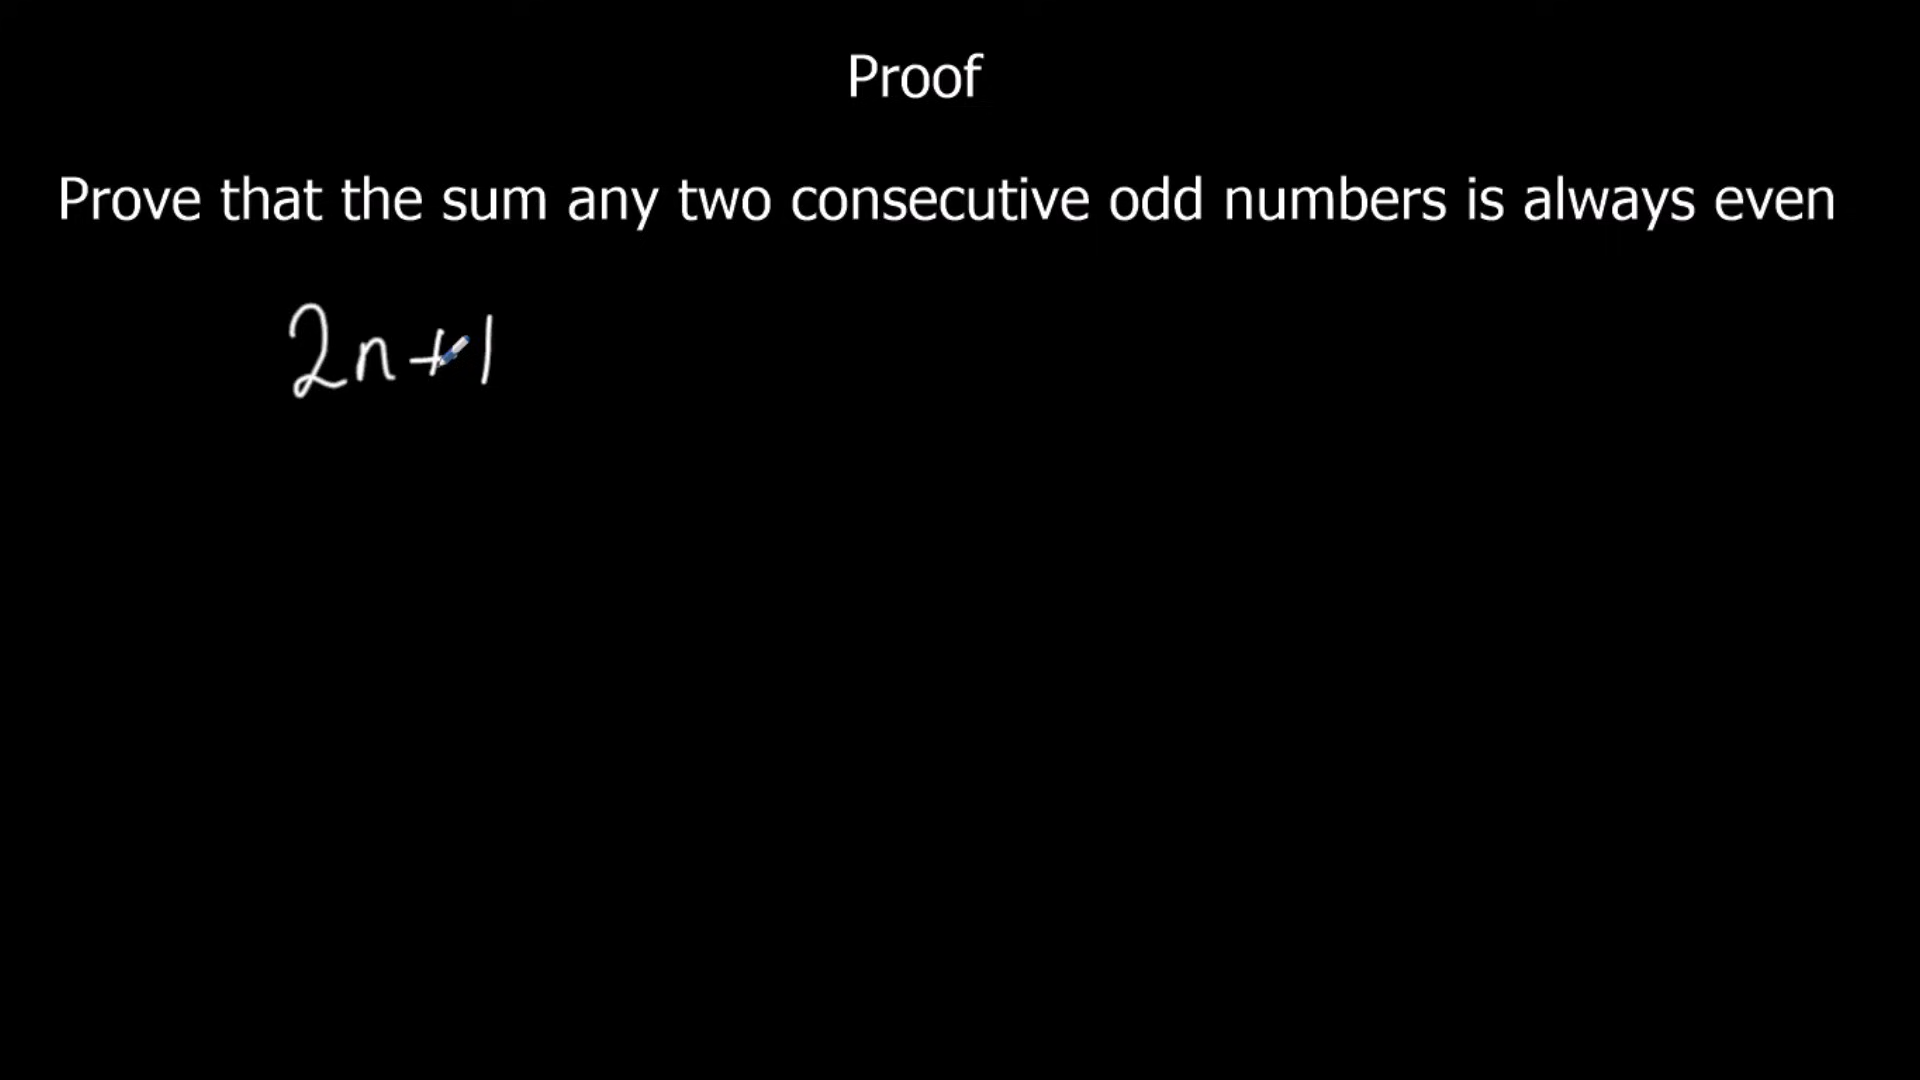 Proof
Prove that the sum any two consecutive odd numbers is always even
2n+1